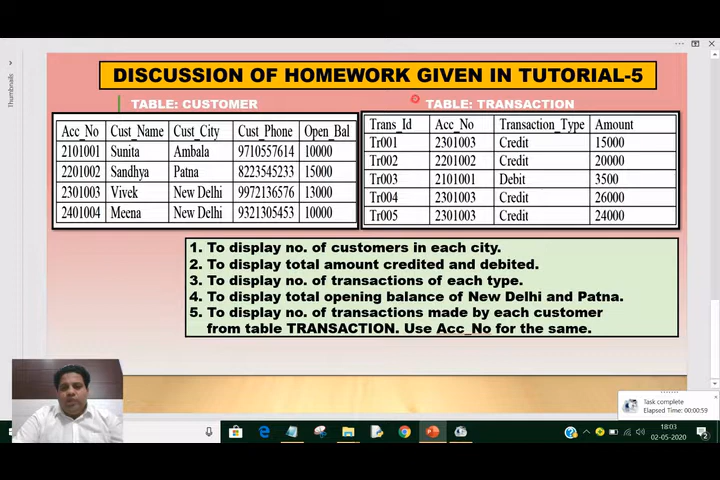 Thumbnails
DISCUSSION OF HOMEWORK GIVEN IN TUTORIAL-5
TABLE: CUSTOMER
Acc_No Cust_Name Cust_City Cust_Phone Open_Bal
2101001 Sunita Ambala 9710557614 10000
2201002 Sandhya Patna 8223545233 15000
2301003 Vivek New Delhi 9972136576 13000
2401004 Meena New Delhi 9321305453 10000
TABLE: TRANSACTION
Trans_Id Acc_No Transaction_Type Amount
Tr001 2301003 Credit 15000
Tr002 2201002 Credit 20000
Tr003 2101001 Debit 3500
Tr004 2301003 Credit 26000
Tr005 2301003 Credit 24000
1. To display no. of customers in each city.
2. To display total amount credited and debited.
3. To display no. of transactions of each type.
4. To display total opening balance of New Delhi and Patna.
5. To display no. of transactions made by each customer
from table TRANSACTION. Use Acc_No for the same.
Task complete
Elapsed Time: 00:00:59
18:03
02-05-2020
2